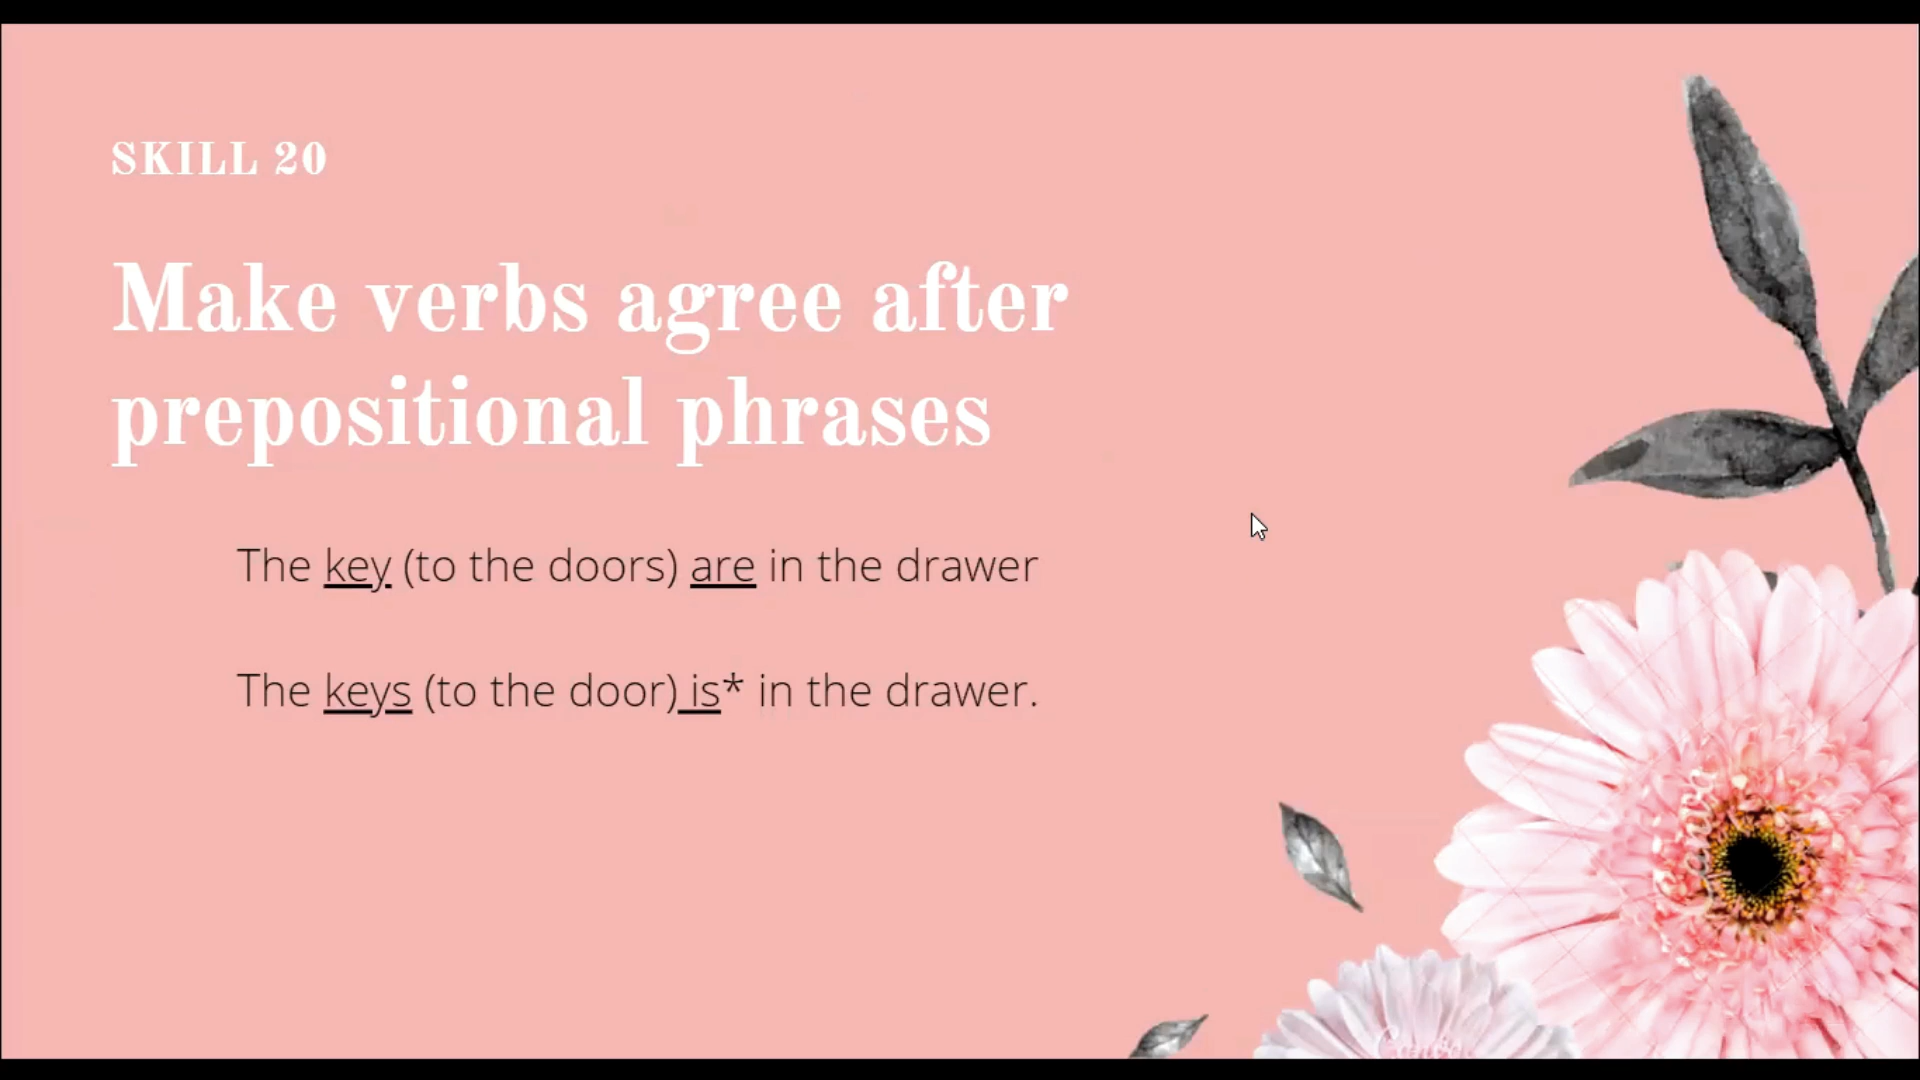 SKILL 20
Make verbs agree after
prepositional phrases
The key (to the doors) are in the drawer
The keys (to the door) is* in the drawer.